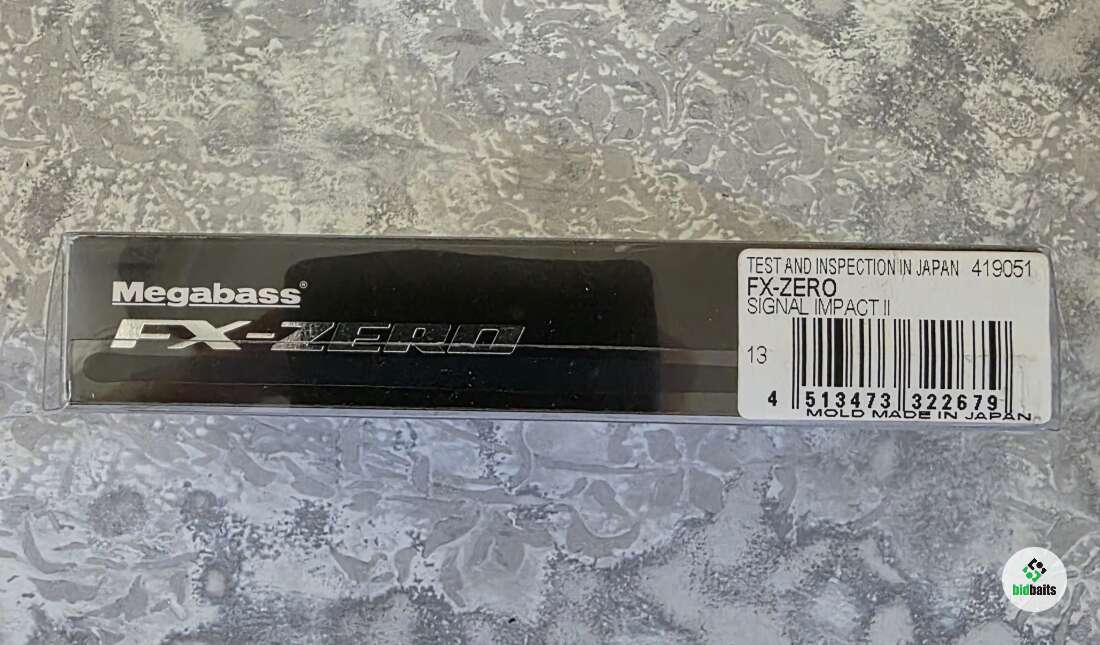 Megabass®
FX-ZERO
TEST AND INSPECTION IN JAPAN 419051
FX-ZERO
SIGNAL IMPACT II
13
4 513473 322679
MOLD MADE IN JAPAN
bidbaits